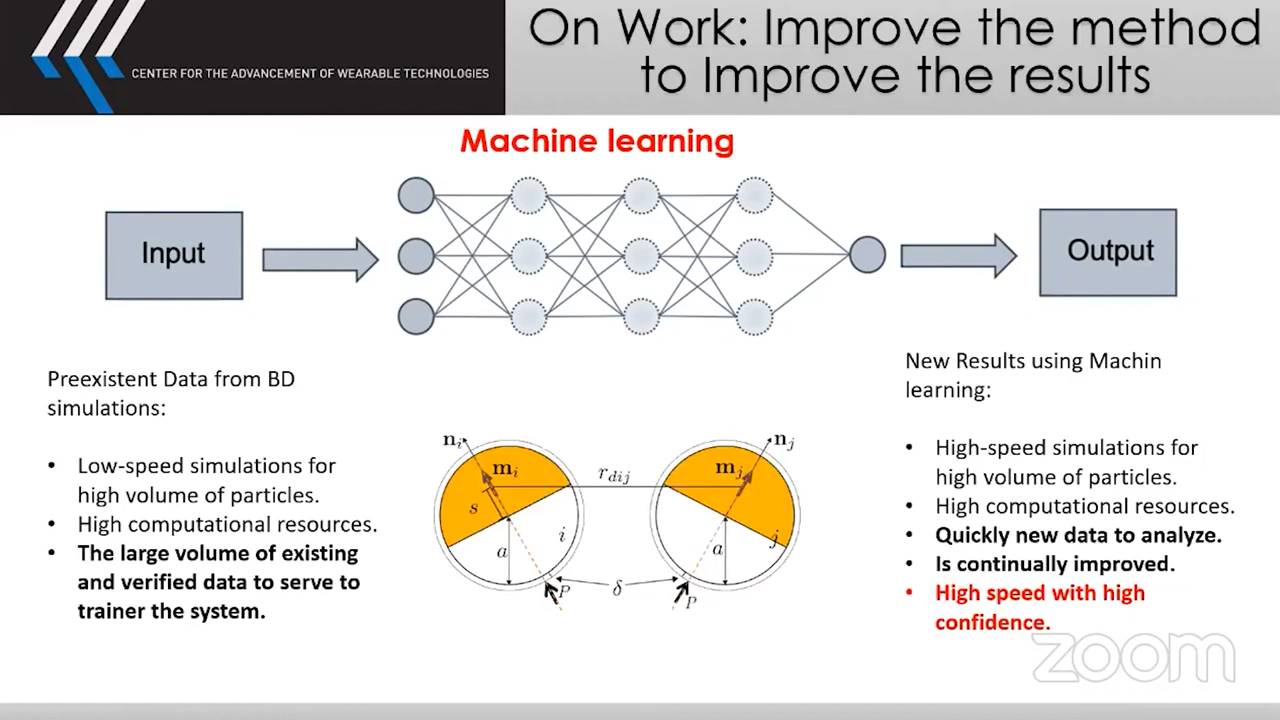 CENTER FOR THE ADVANCEMENT OF WEARABLE TECHNOLOGIES
On Work: Improve the method
to Improve the results
Machine learning
Input
Output
Preexistent Data from BD
simulations:
• Low-speed simulations for
high volume of particles.
• High computational resources.
• The large volume of existing
and verified data to serve to
trainer the system.
n_i
m_i
s
a
i
P
r_dij
δ
n_j
m_j
a
j
P
New Results using Machin
learning:
• High-speed simulations for
high volume of particles.
• High computational resources.
• Quickly new data to analyze.
• Is continually improved.
• High speed with high
confidence.
zoom